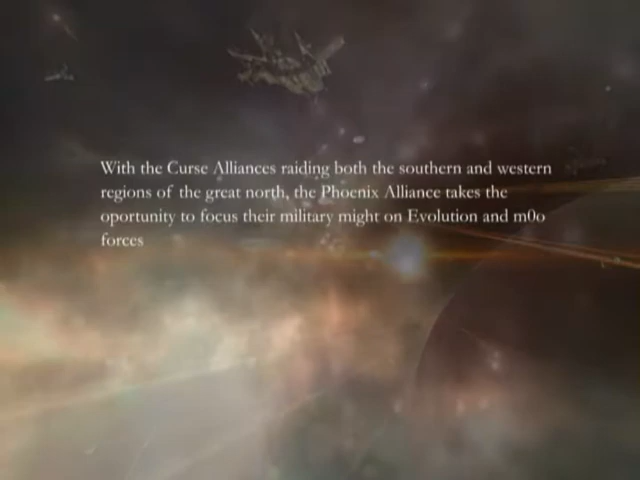 With the Curse Alliances raiding both the southern and western
regions of the great north, the Phoenix Alliance takes the
oportunity to focus their military might on Evolution and m0o
forces